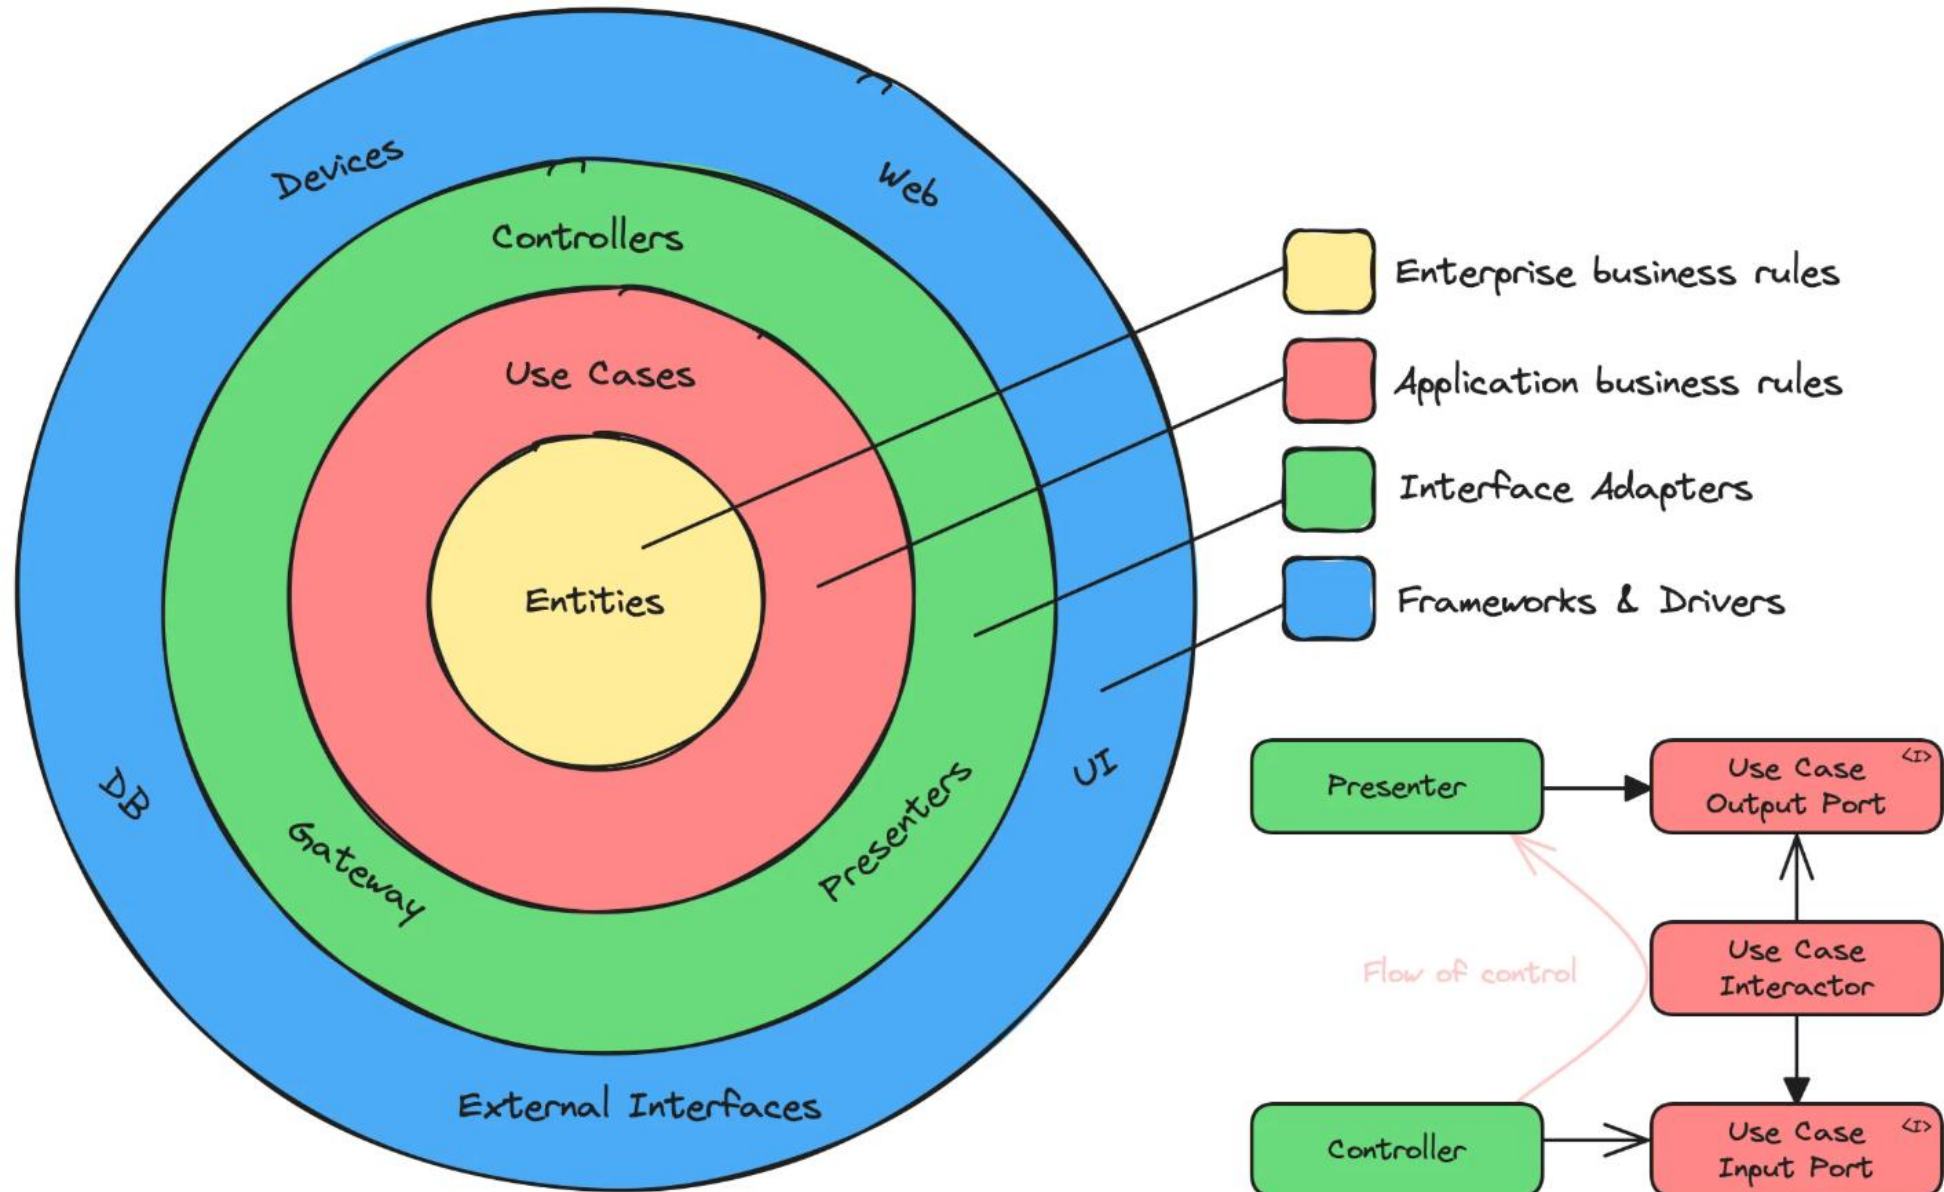 Devices
Web
Controllers
Use Cases
Entities
DB
Gateway
Presenters
UI
External Interfaces
Enterprise business rules
Application business rules
Interface Adapters
Frameworks & Drivers
Presenter
Use Case
Output Port
<I>
Flow of control
Use Case
Interactor
Controller
Use Case
Input Port
<I>